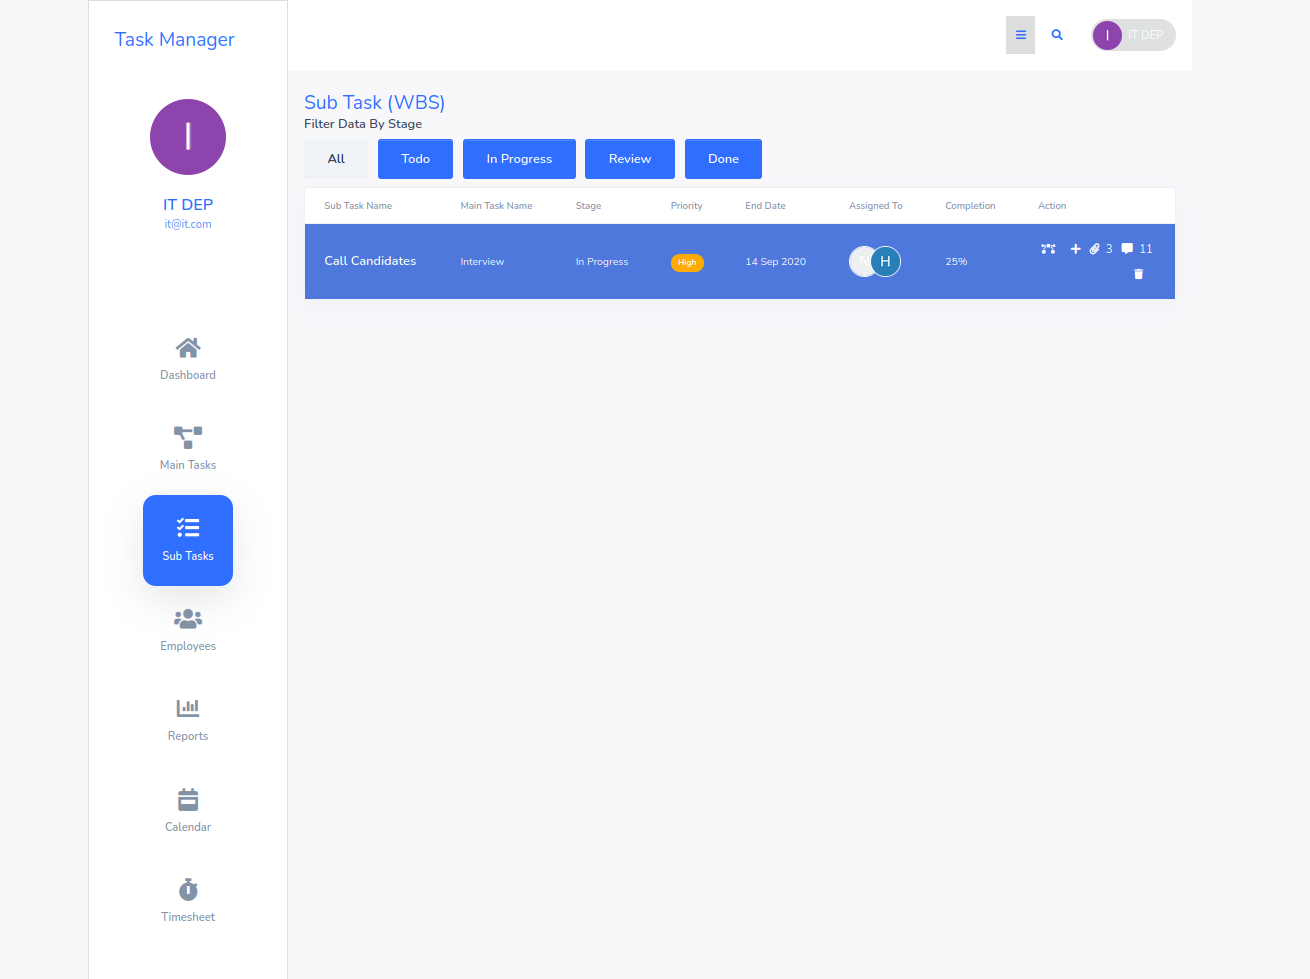 Task Manager
I
IT DEP
it@it.com
Dashboard
Main Tasks
Sub Tasks
Employees
Reports
Calendar
Timesheet
I IT DEP
Sub Task (WBS)
Filter Data By Stage
All Todo In Progress Review Done
Sub Task Name Main Task Name Stage Priority End Date Assigned To Completion Action
Call Candidates Interview In Progress High 14 Sep 2020 N H 25% 3 11